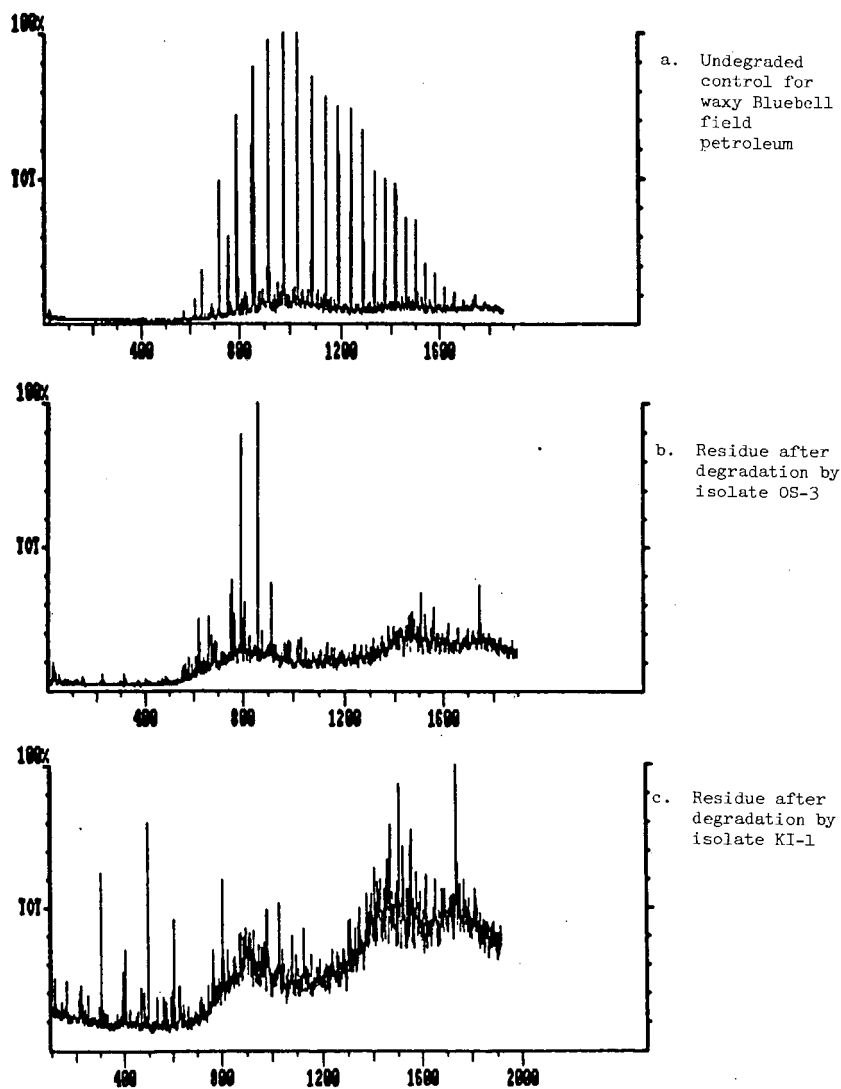 100%
TOT
400
800
1200
1600
a. Undegraded
control for
waxy Bluebell
field
petroleum
100%
TOT
400
800
1200
1600
b. Residue after
degradation by
isolate OS-3
100%
TOT
400
800
1200
1600
2000
c. Residue after
degradation by
isolate KI-1